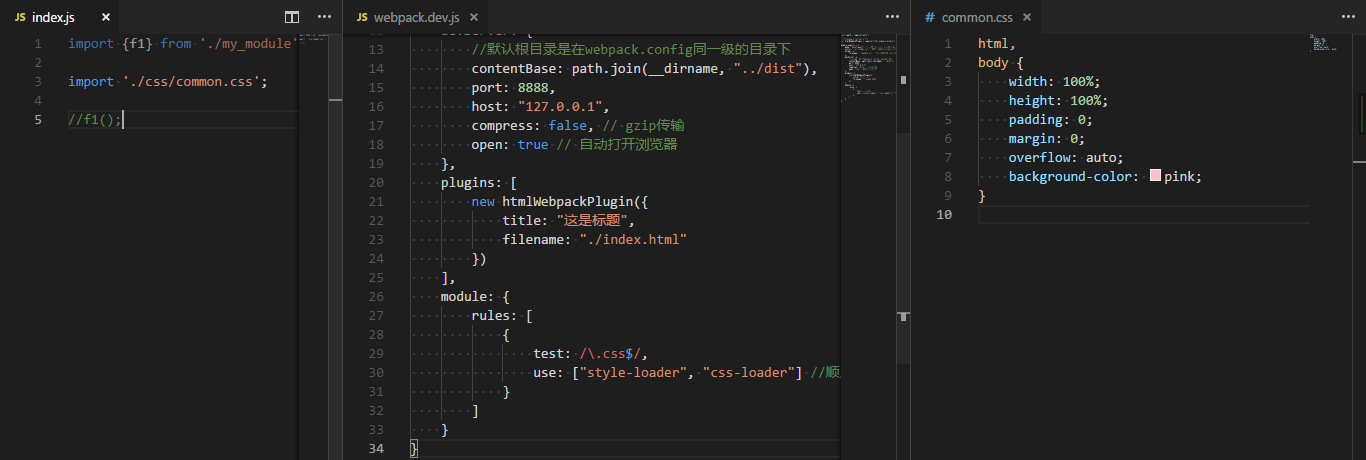 JS index.js ×
1 import {f1} from './my_module'
2
3 import './css/common.css';
4
5 //f1();
JS webpack.dev.js ×
13 //默认根目录是在webpack.config同一级的目录下
14 contentBase: path.join(__dirname, "../dist"),
15 port: 8888,
16 host: "127.0.0.1",
17 compress: false, // gzip传输
18 open: true // 自动打开浏览器
19 },
20 plugins: [
21 new htmlWebpackPlugin({
22 title: "这是标题",
23 filename: "./index.html"
24 })
25 ],
26 module: {
27 rules: [
28 {
29 test: /\.css$/,
30 use: ["style-loader", "css-loader"] //顺
31 }
32 ]
33 }
34 }
# common.css ×
1 html,
2 body {
3 width: 100%;
4 height: 100%;
5 padding: 0;
6 margin: 0;
7 overflow: auto;
8 background-color: pink;
9 }
10